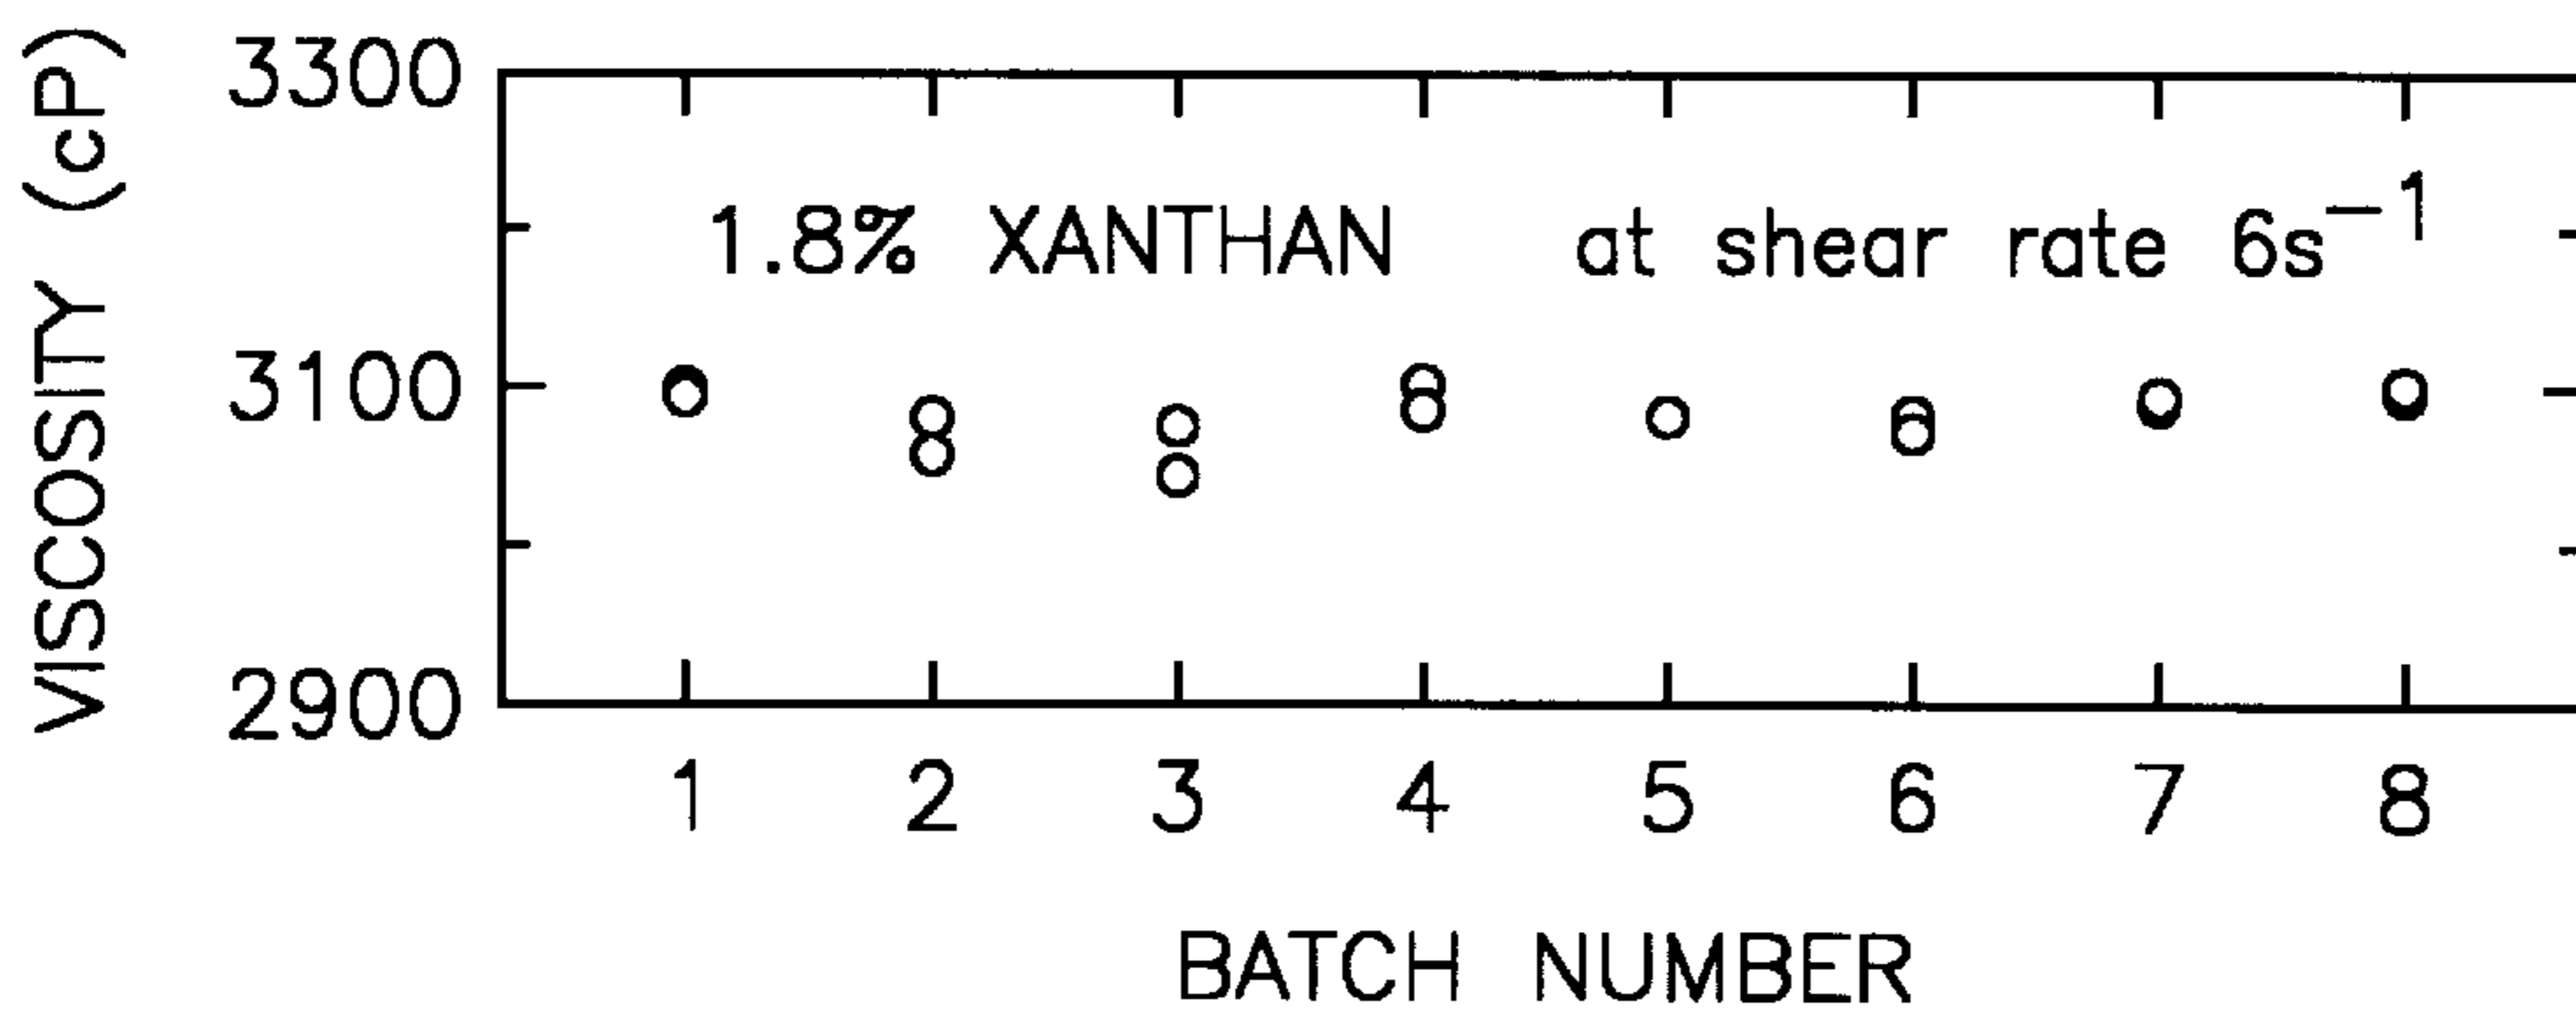 VISCOSITY (cP)
3300
3100
2900
1.8% XANTHAN at shear rate 6s⁻¹
1 2 3 4 5 6 7 8
BATCH NUMBER